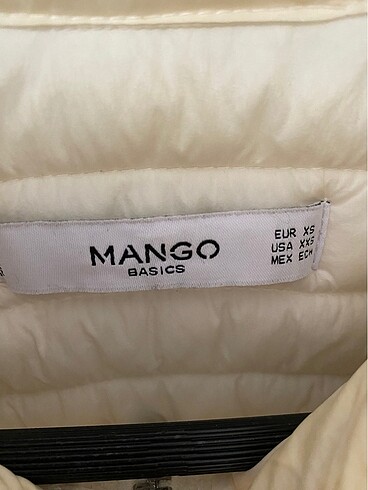 MANGO
BASICS
EUR XS
USA XXS
MEX ECH